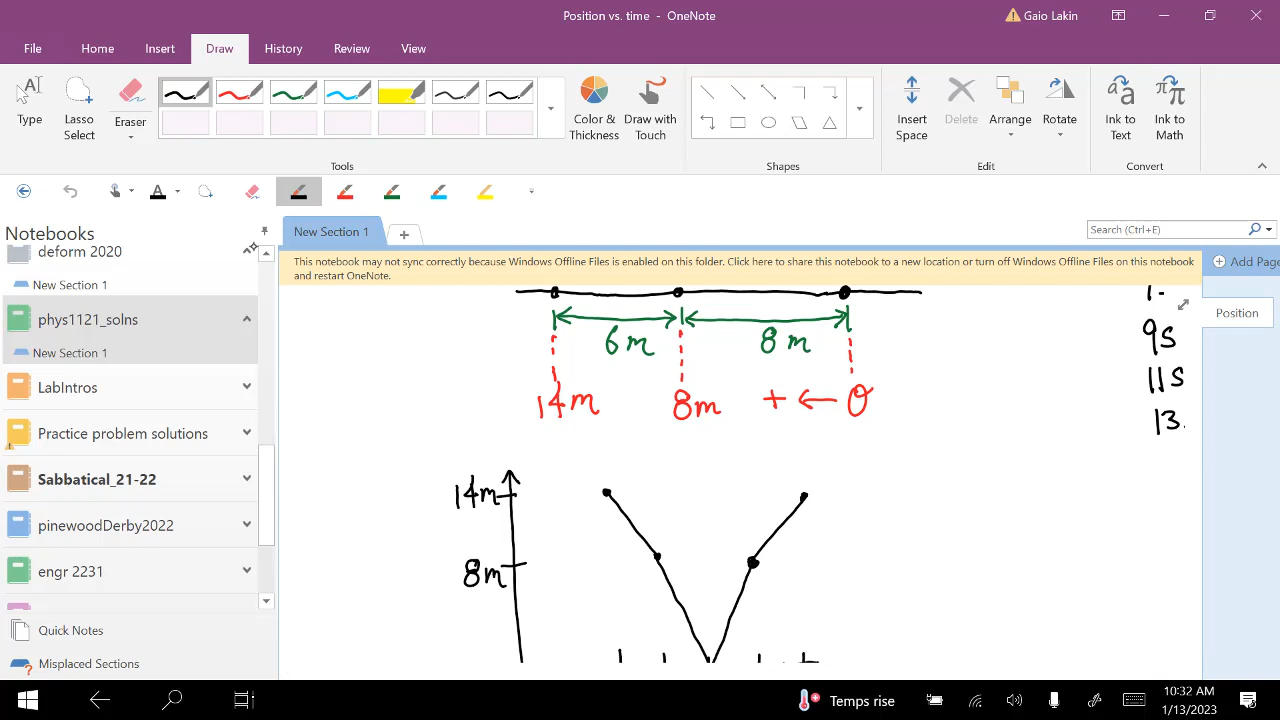 Position vs. time - OneNote
Gaio Lakin
File Home Insert Draw History Review View
Type
Lasso Select
Eraser
Color & Thickness
Draw with Touch
Insert Space
Delete
Arrange
Rotate
Ink to Text
Ink to Math
Tools
Shapes
Edit
Convert
Notebooks
New Section 1
Search (Ctrl+E)
deform 2020
New Section 1
phys1121_solns
New Section 1
LabIntros
Practice problem solutions
Sabbatical_21-22
pinewoodDerby2022
engr 2231
Quick Notes
Misplaced Sections
This notebook may not sync correctly because Windows Offline Files is enabled on this folder. Click here to share this notebook to a new location or turn off Windows Offline Files on this notebook
and restart OneNote.
Add Page
Position
6 m 8 m
14 m 8m + ← 0
9s
11s
13.
14m
8m
Temps rise
10:32 AM
1/13/2023